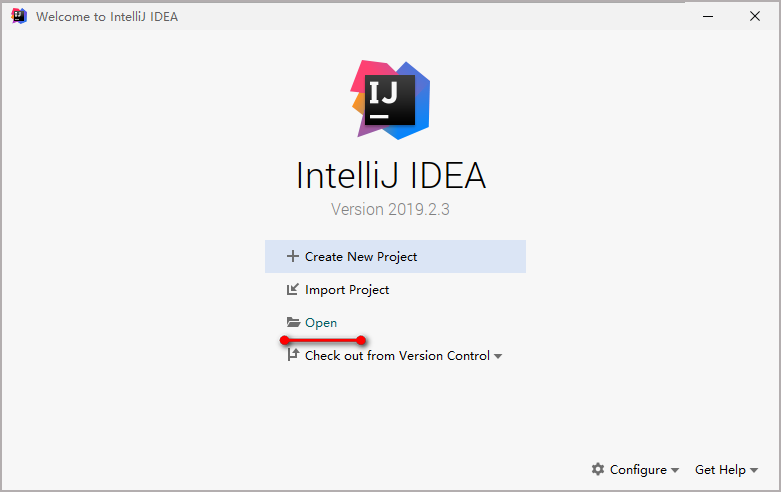 Welcome to IntelliJ IDEA
IJ
IntelliJ IDEA
Version 2019.2.3
Create New Project
Import Project
Open
Check out from Version Control
Configure Get Help